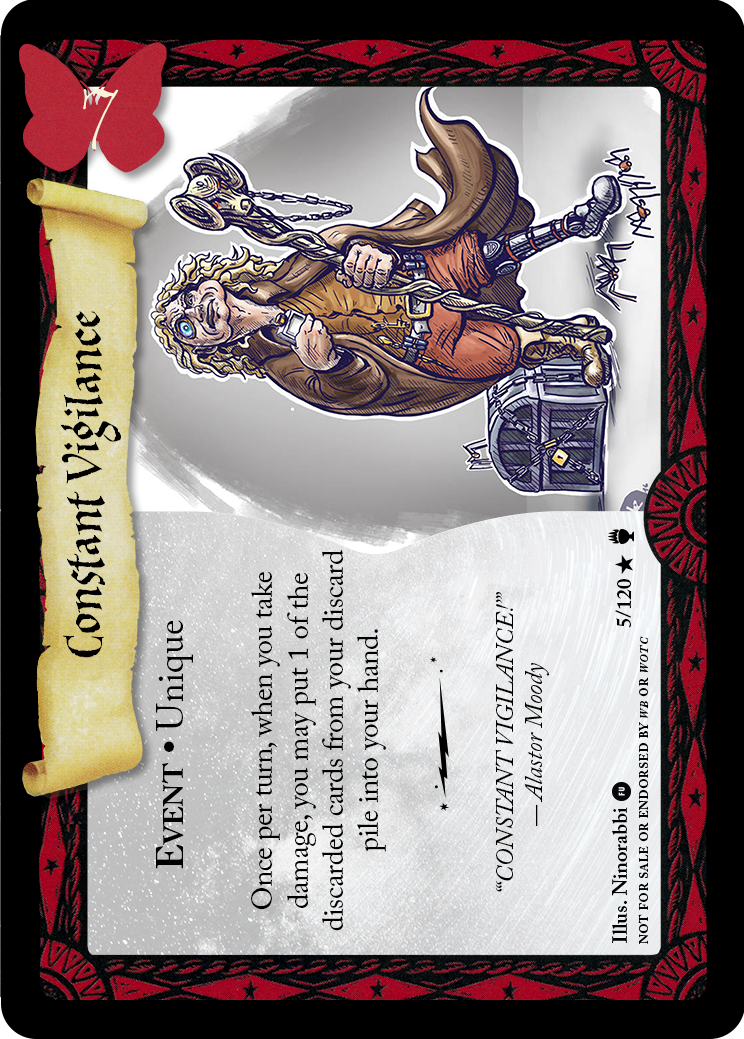 7
Constant Vigilance
EVENT • Unique
Once per turn, when you take
damage, you may put 1 of the
discarded cards from your discard
pile into your hand.
“‘CONSTANT VIGILANCE!’”
—Alastor Moody
Illus. Ninorabbi FU
5/120 ★
NOT FOR SALE OR ENDORSED BY WB OR WOTC